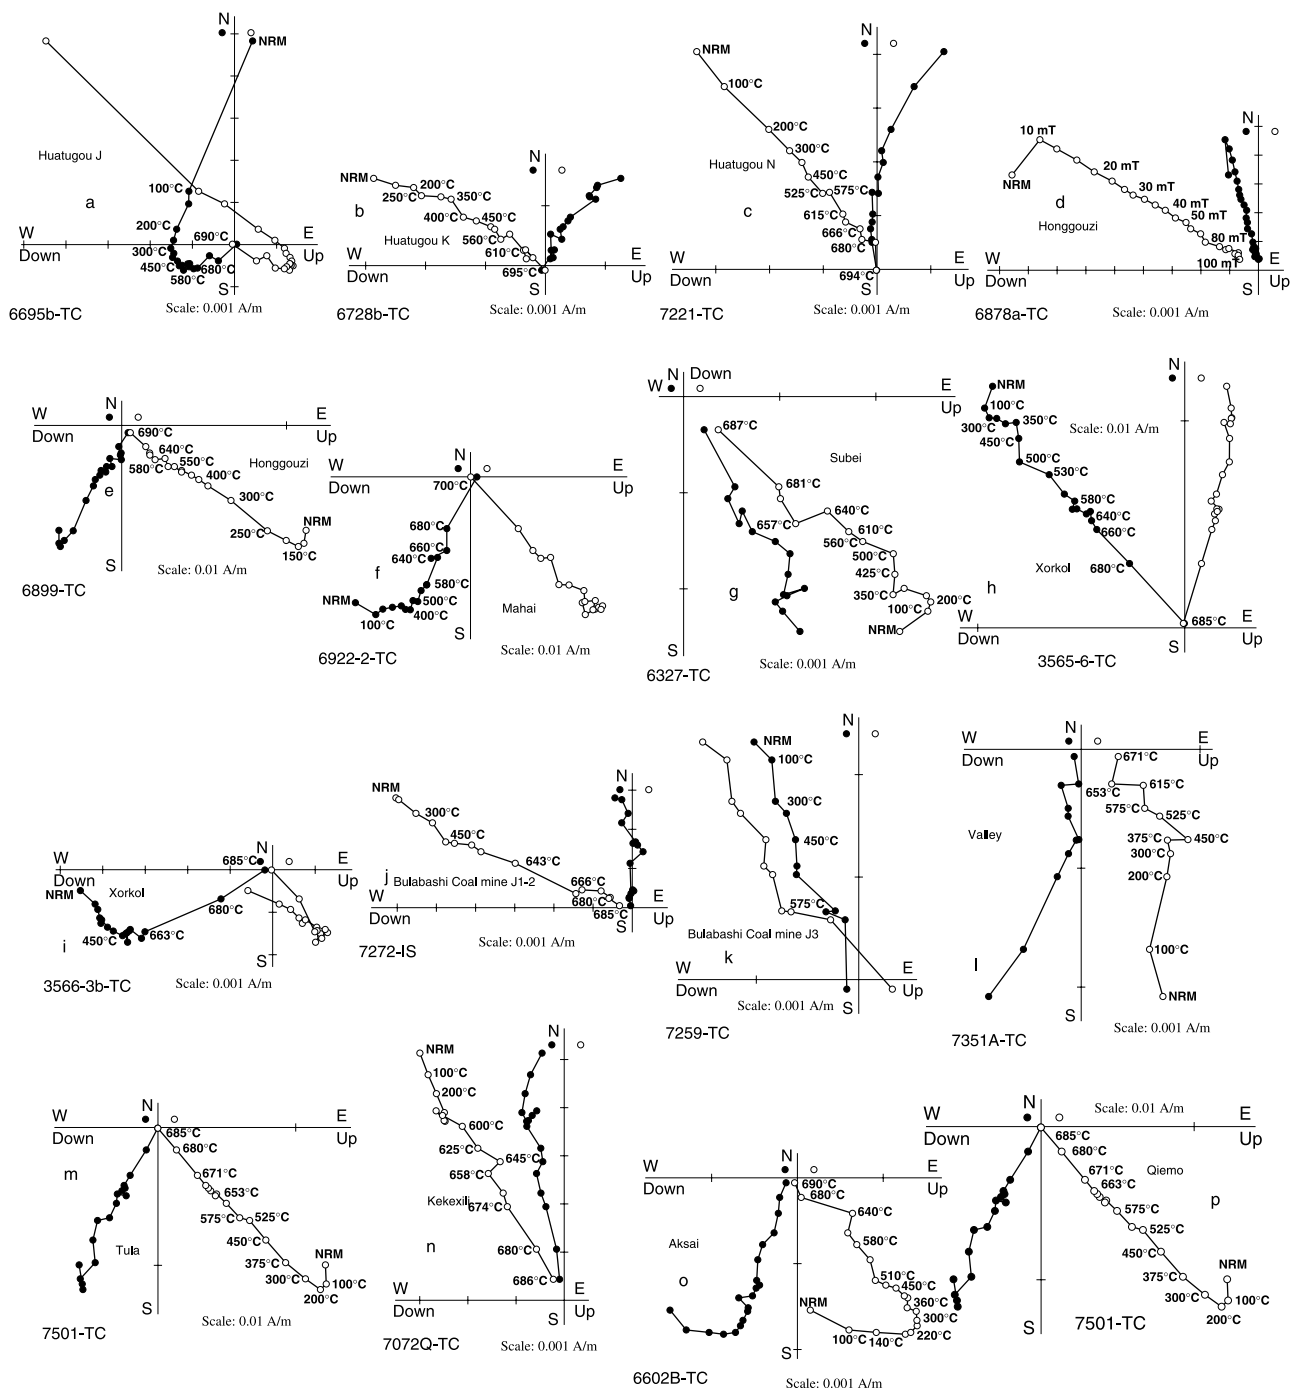 N
NRM
Huatugou J
100°C
a
200°C
690°C
W
E
300°C
Down
Up
450°C
680°C
580°C
S
Scale: 0.001 A/m
6695b-TC
N
NRM
200°C
250°C
350°C
b
400°C
450°C
Huatugou K
560°C
610°C
W
E
695°C
Down
Up
S
Scale: 0.001 A/m
6728b-TC
N
NRM
100°C
200°C
300°C
Huatugou N
450°C
525°C
575°C
c
615°C
666°C
680°C
W
E
694°C
Down
Up
S
Scale: 0.001 A/m
7221-TC
N
10 mT
20 mT
NRM
30 mT
40 mT
d
50 mT
Honggouzi
80 mT
W
E
100 mT
Down
Up
S
Scale: 0.001 A/m
6878a-TC
N
W
E
Down
Up
690°C
640°C
550°C
Honggouzi
580°C
400°C
e
300°C
NRM
250°C
150°C
S
Scale: 0.01 A/m
6899-TC
N
W
E
Down
Up
700°C
680°C
660°C
640°C
f
580°C
NRM
500°C
Mahai
400°C
100°C
S
Scale: 0.01 A/m
6922-2-TC
N
Down
W
E
Up
687°C
Subei
681°C
640°C
657°C
610°C
560°C
500°C
425°C
g
350°C
200°C
100°C
NRM
S
Scale: 0.001 A/m
6327-TC
N
NRM
100°C
300°C
350°C
Scale: 0.01 A/m
450°C
500°C
530°C
580°C
640°C
660°C
680°C
Xorkol
h
685°C
W
E
Down
Up
S
3565-6-TC
N
685°C
W
E
Down
Up
NRM
Xorkol
680°C
450°C
663°C
i
S
Scale: 0.001 A/m
3566-3b-TC
N
NRM
300°C
450°C
643°C
j
Bulabashi Coal mine J1-2
666°C
680°C
W
E
685°C
Down
Up
S
Scale: 0.001 A/m
7272-IS
N
NRM
100°C
300°C
450°C
575°C
Bulabashi Coal mine J3
k
W
E
Down
Up
Scale: 0.001 A/m
S
7259-TC
N
W
E
Down
Up
671°C
653°C
615°C
575°C
525°C
Valley
375°C
450°C
300°C
200°C
100°C
l
NRM
S
Scale: 0.001 A/m
7351A-TC
N
W
E
Down
Up
685°C
680°C
m
671°C
653°C
575°C
525°C
450°C
Tula
375°C
NRM
300°C
100°C
200°C
S
Scale: 0.01 A/m
7501-TC
N
NRM
100°C
200°C
600°C
625°C
645°C
658°C
Kekexili
674°C
n
680°C
686°C
W
E
Down
Up
S
Scale: 0.001 A/m
7072Q-TC
N
W
E
Down
Up
690°C
680°C
640°C
Aksai
580°C
o
510°C
450°C
NRM
360°C
300°C
100°C
140°C
220°C
S
Scale: 0.001 A/m
6602B-TC
N
Scale: 0.01 A/m
W
E
Down
Up
685°C
680°C
671°C
Qiemo
663°C
575°C
p
525°C
450°C
375°C
NRM
300°C
100°C
200°C
S
7501-TC